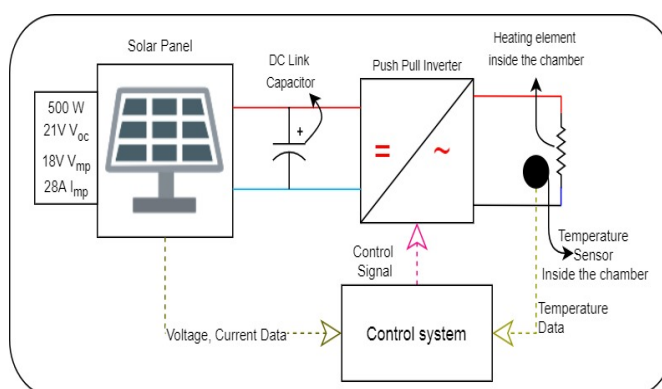 Solar Panel
500 W
21V Voc
18V Vmp
28A Imp
DC Link
Capacitor
+
Push Pull Inverter
=
~
Heating element
inside the chamber
Temperature
Sensor
Inside the chamber
Control
Signal
Voltage, Current Data
Control system
Temperature
Data